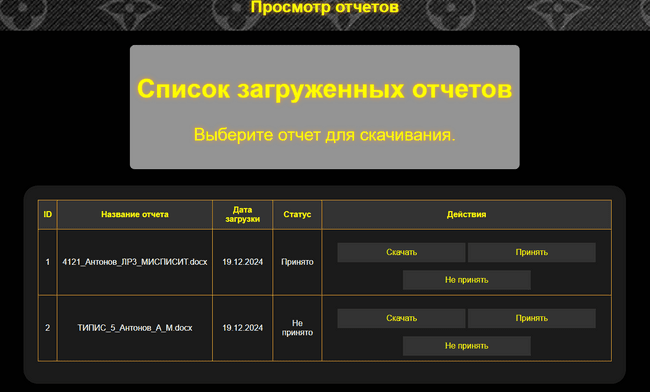 Просмотр отчетов
Список загруженных отчетов
Выберите отчет для скачивания.
ID Название отчета Дата загрузки Статус Действия
1 4121_Антонов_ЛР3_МИСПИСИТ.docx 19.12.2024 Принято Скачать Принять
Не принять
2 ТИПИС_5_Антонов_А_М.docx 19.12.2024 Не принято Скачать Принять
Не принять